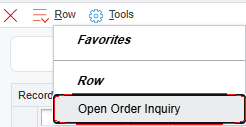 Row Tools
Favorites
Row
Record
Open Order Inquiry